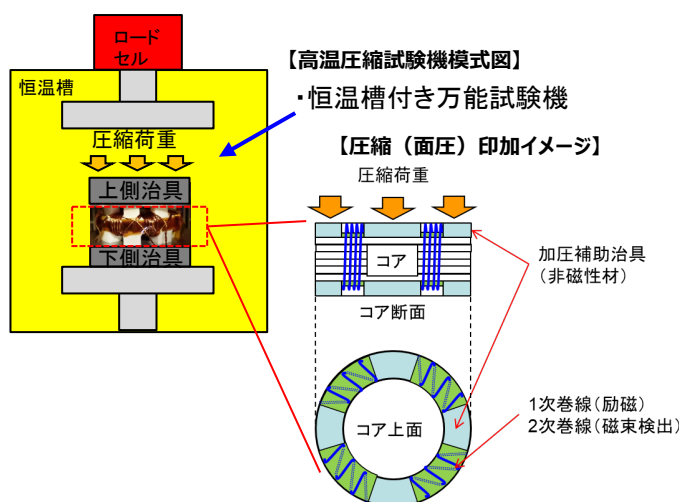 ロード
セル
【高温圧縮試験機模式図】
恒温槽
・恒温槽付き万能試験機
圧縮荷重
【圧縮（面圧）印加イメージ】
圧縮荷重
上側治具
下側治具
コア
加圧補助治具
（非磁性材）
コア断面
コア上面
1次巻線（励磁）
2次巻線（磁束検出）